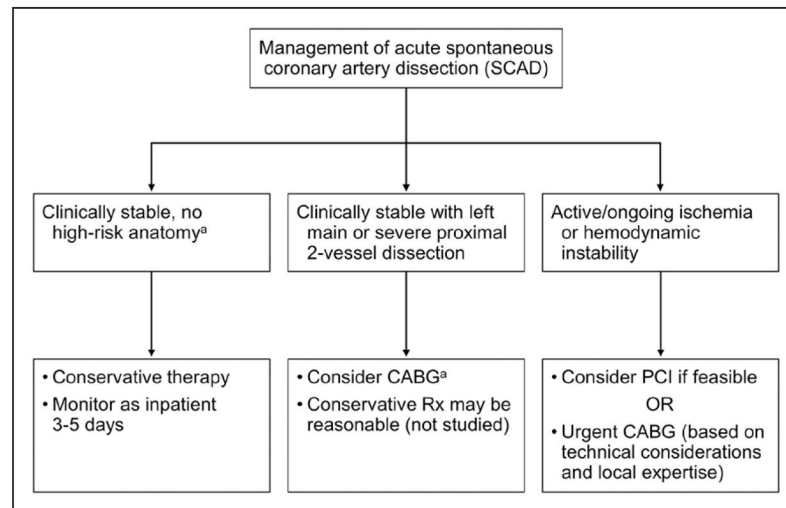 Management of acute spontaneous
coronary artery dissection (SCAD)
Clinically stable, no
high-risk anatomyᵃ
Clinically stable with left
main or severe proximal
2-vessel dissection
Active/ongoing ischemia
or hemodynamic
instability
• Conservative therapy
• Monitor as inpatient
3-5 days
• Consider CABGᵃ
• Conservative Rx may be
reasonable (not studied)
• Consider PCI if feasible
OR
• Urgent CABG (based on
technical considerations
and local expertise)